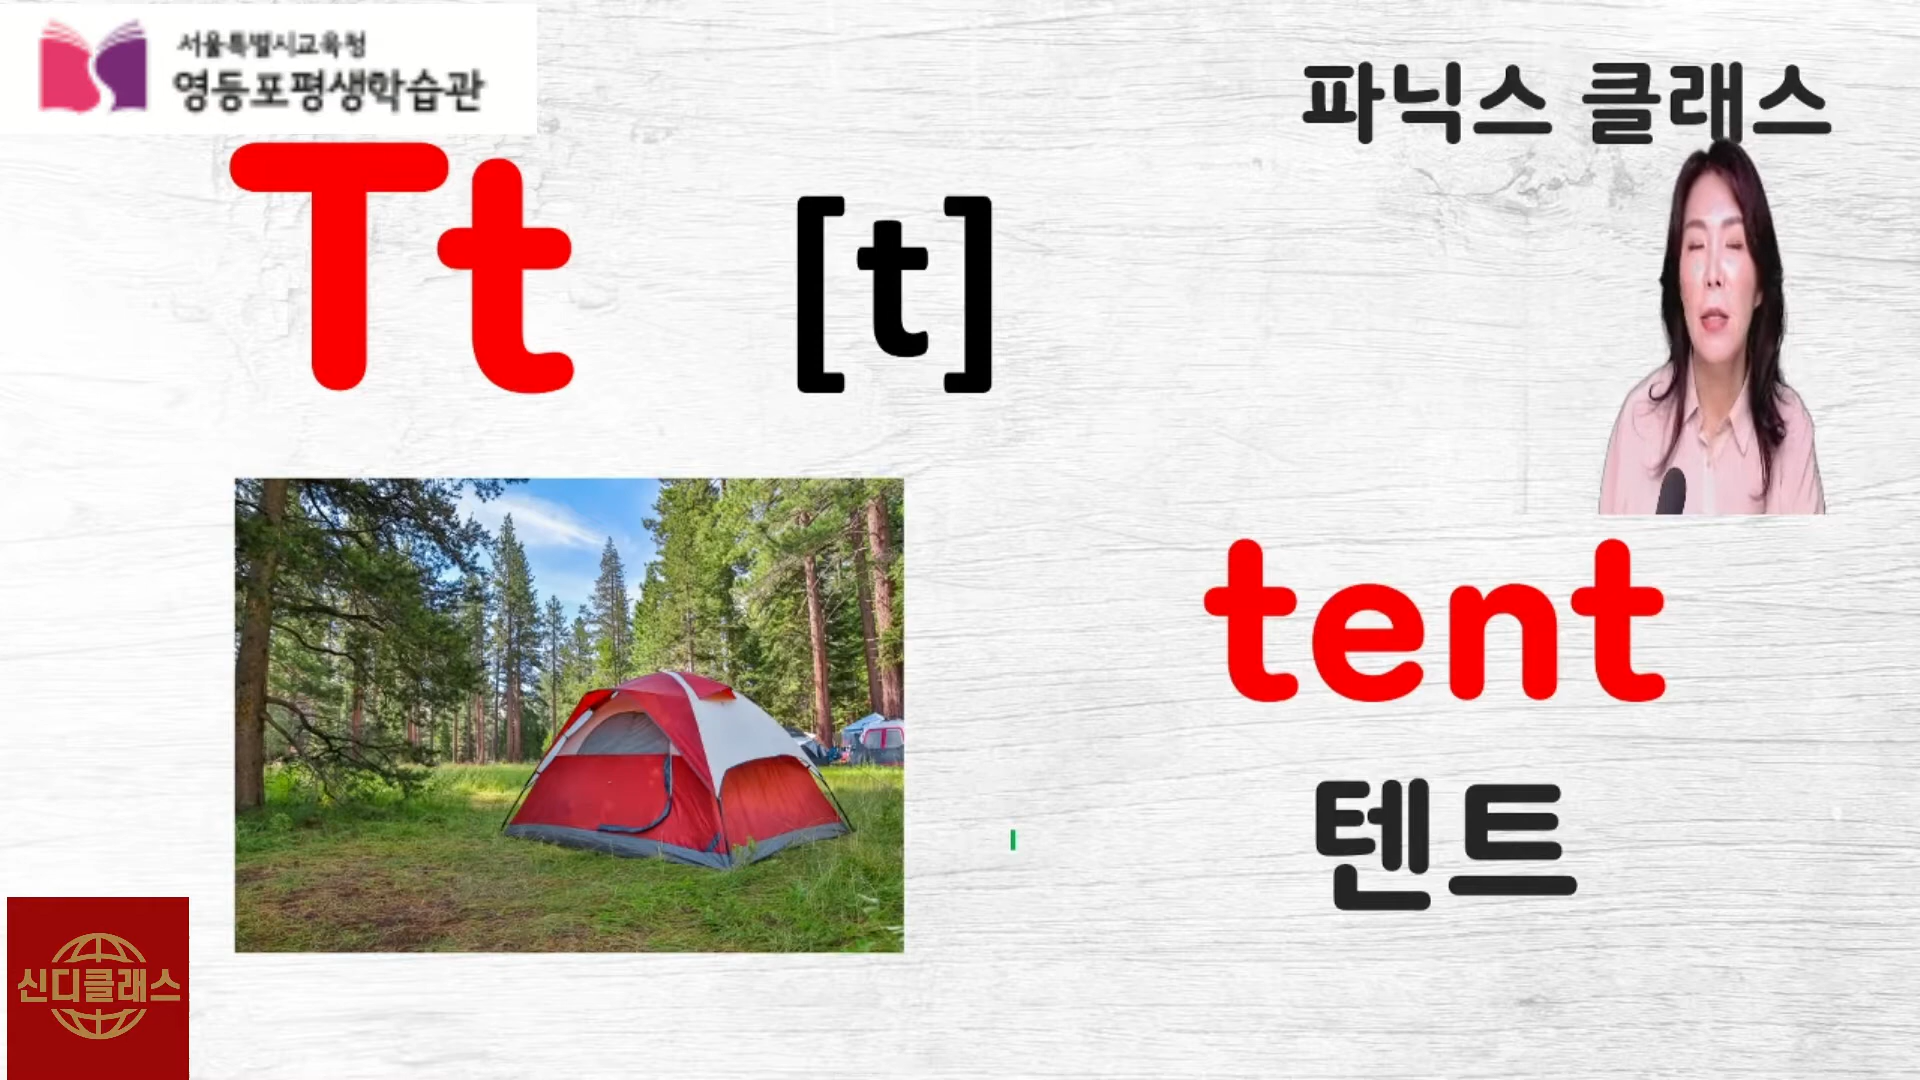 서울특별시교육청
영등포평생학습관
파닉스 클래스
Tt
[t]
tent
텐트
신디클래스